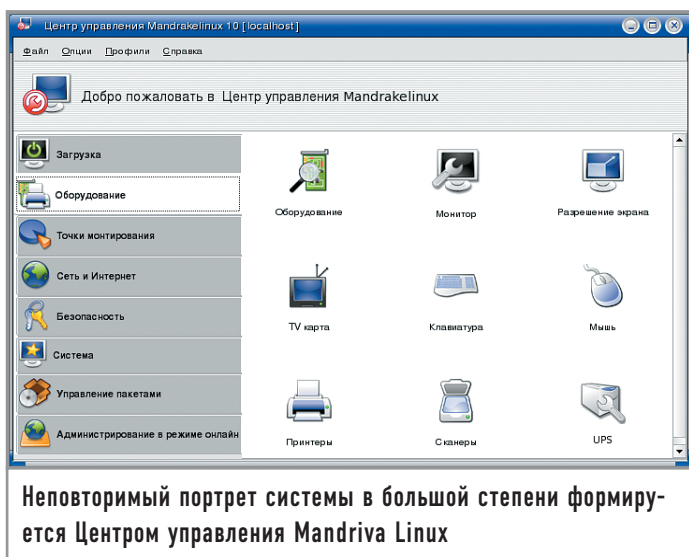 Центр управления Mandrakelinux 10 [localhost]
Файл Опции Профили Справка
Добро пожаловать в Центр управления Mandrakelinux
Загрузка
Оборудование
Точки монтирования
Сеть и Интернет
Безопасность
Система
Управление пакетами
Администрирование в режиме онлайн
Оборудование Монитор Разрешение экрана
TV карта Клавиатура Мышь
Принтеры Сканеры UPS
Неповторимый портрет системы в большой степени формиру-
ется Центром управления Mandriva Linux